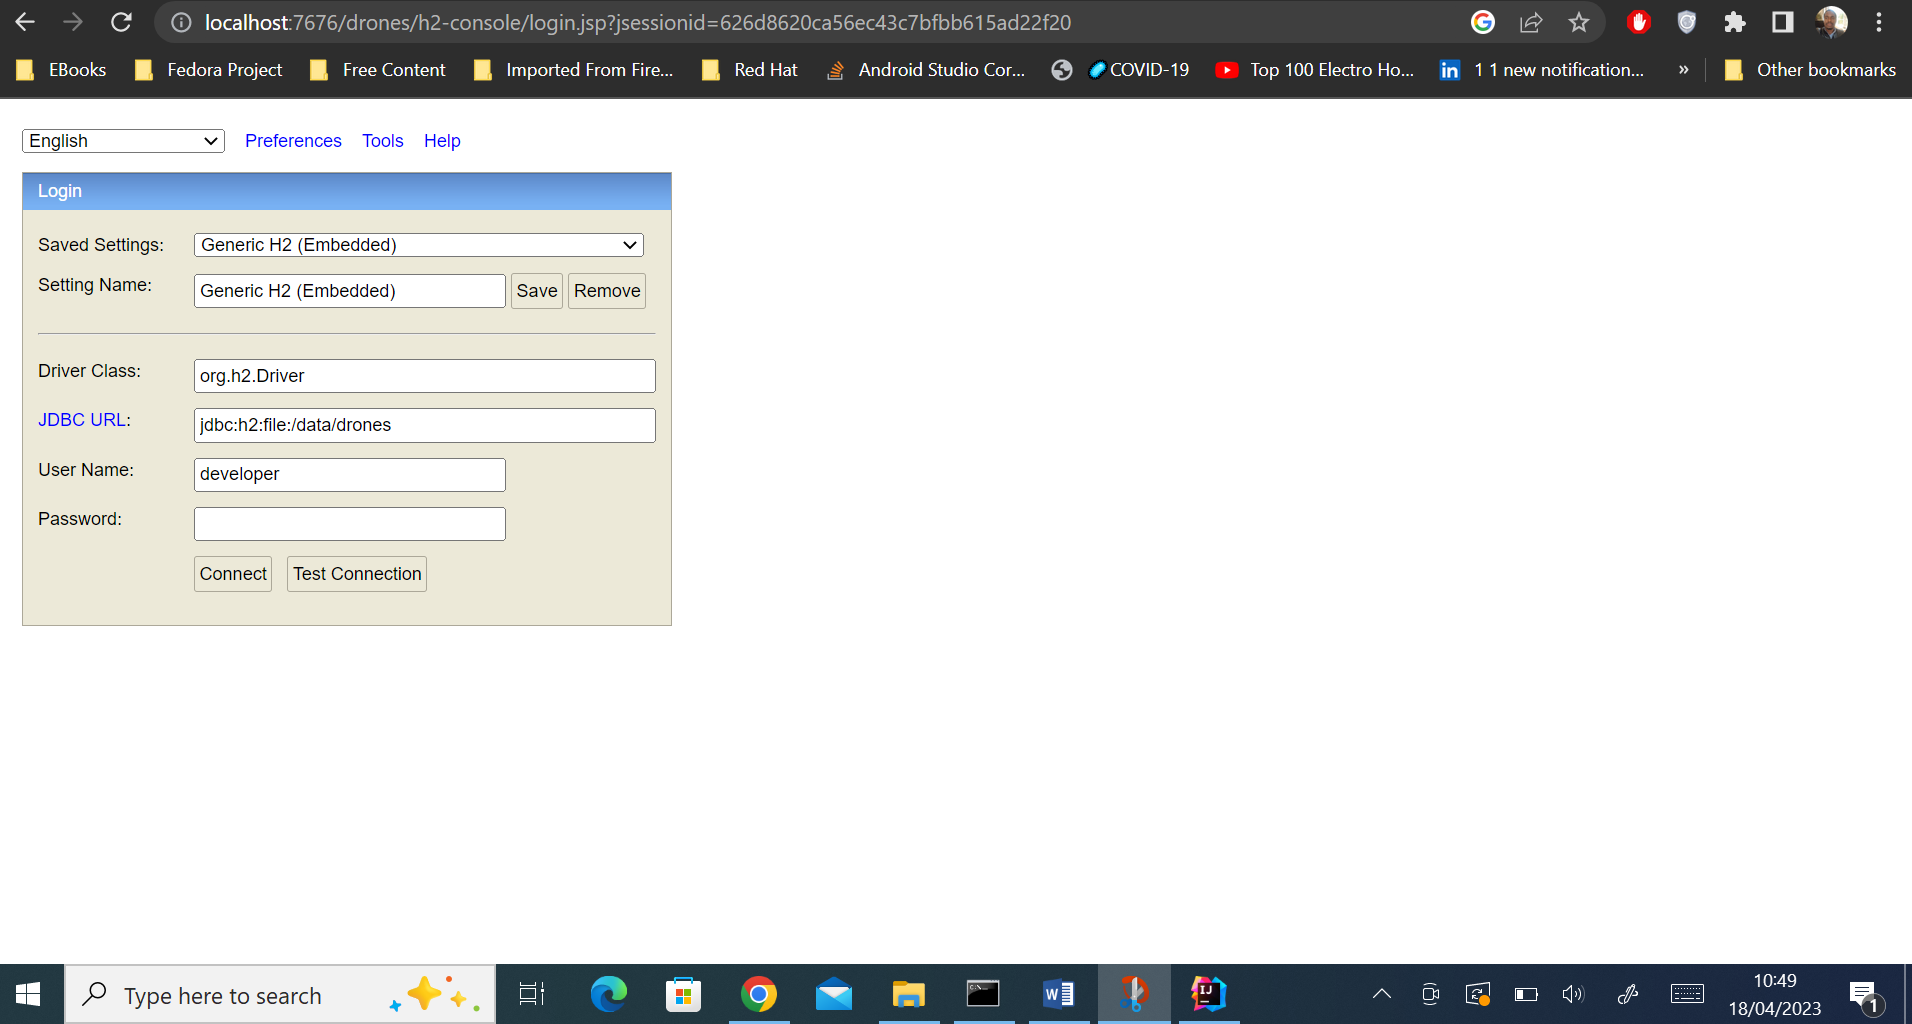 localhost:7676/drones/h2-console/login.jsp?jsessionid=626d8620ca56ec43c7bfbb615ad22f20
EBooks Fedora Project Free Content Imported From Fire... Red Hat Android Studio Cor... COVID-19 Top 100 Electro Ho... in 1 1 new notification... » Other bookmarks
English Preferences Tools Help
Login
Saved Settings: Generic H2 (Embedded)
Setting Name: Generic H2 (Embedded) Save Remove
Driver Class: org.h2.Driver
JDBC URL: jdbc:h2:file:/data/drones
User Name: developer
Password:
Connect Test Connection
Type here to search
10:49
18/04/2023
1